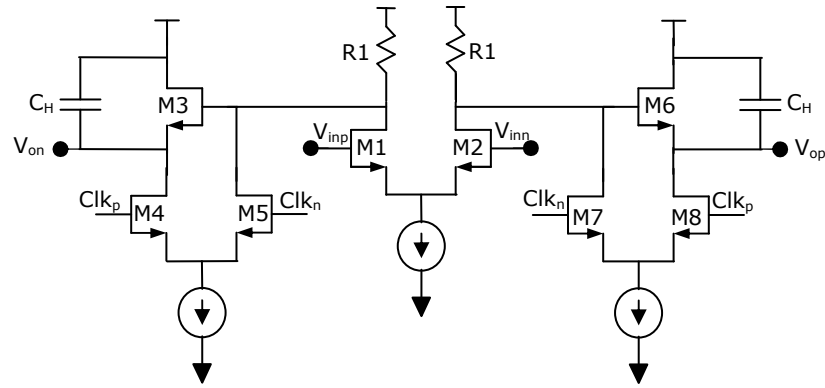 R1
R1
C_H
M3
M6
C_H
V_on
V_inp
M1
M2
V_inn
V_op
Clk_p
M4
M5
Clk_n
Clk_n
M7
M8
Clk_p